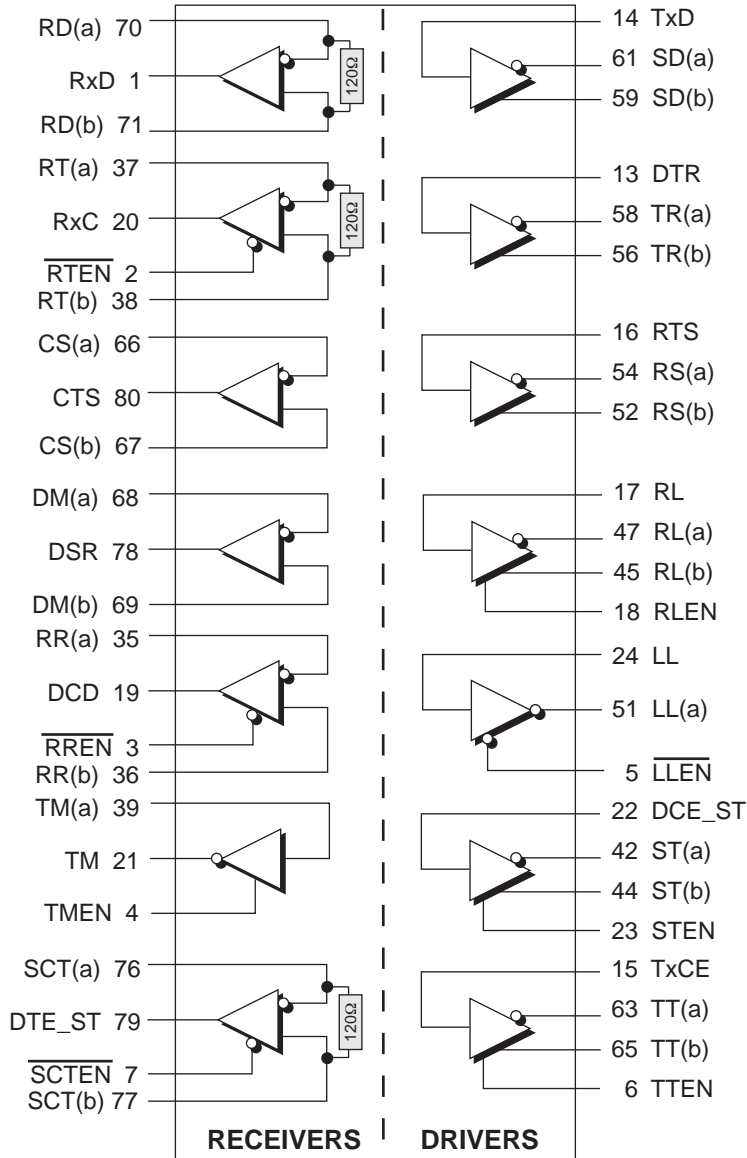 RD(a) 70
RxD 1
RD(b) 71
120Ω
RT(a) 37
RxC 20
RTEN 2
RT(b) 38
120Ω
CS(a) 66
CTS 80
CS(b) 67
DM(a) 68
DSR 78
DM(b) 69
RR(a) 35
DCD 19
RREN 3
RR(b) 36
TM(a) 39
TM 21
TMEN 4
SCT(a) 76
DTE_ST 79
SCTEN 7
SCT(b) 77
120Ω
RECEIVERS
14 TxD
61 SD(a)
59 SD(b)
13 DTR
58 TR(a)
56 TR(b)
16 RTS
54 RS(a)
52 RS(b)
17 RL
47 RL(a)
45 RL(b)
18 RLEN
24 LL
51 LL(a)
5 LLEN
22 DCE_ST
42 ST(a)
44 ST(b)
23 STEN
15 TxCE
63 TT(a)
65 TT(b)
6 TTEN
DRIVERS